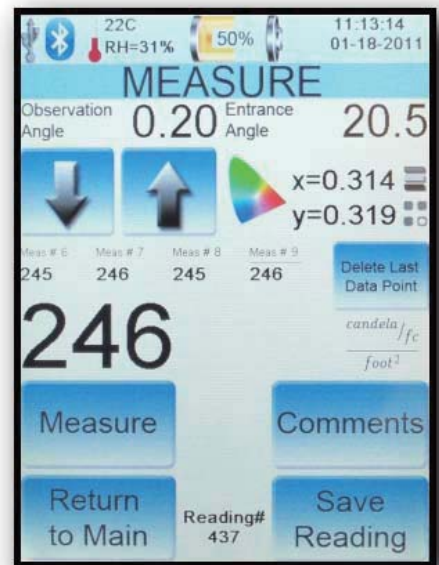 22C
RH=31%
50%
11:13:14
01-18-2011
MEASURE
Observation Angle 0.20 Entrance Angle 20.5
x=0.314
y=0.319
Meas # 6 Meas # 7 Meas # 8 Meas # 9
245 246 245 246
Delete Last
Data Point
246
candela/fc
foot²
Measure
Comments
Return
to Main
Reading#
437
Save
Reading